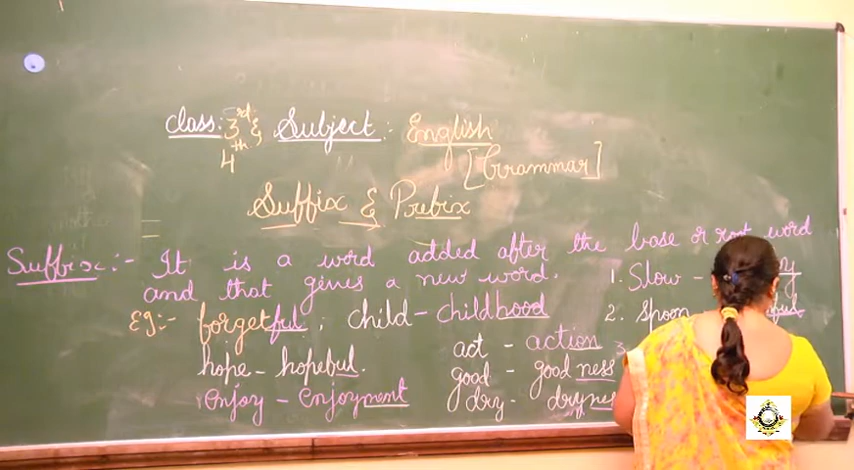 Class: 3rd & Subject: English
4th [Grammar]
Suffix & Prefix
Suffix:- It is a word added after the base or root word
and that gives a new word.
1. Slow -
Eg:- forgetful ; child - childhood
2. Spoon
hope - hopeful.
act - action
3
good - goodness
enjoy - enjoyment
dry - dryness